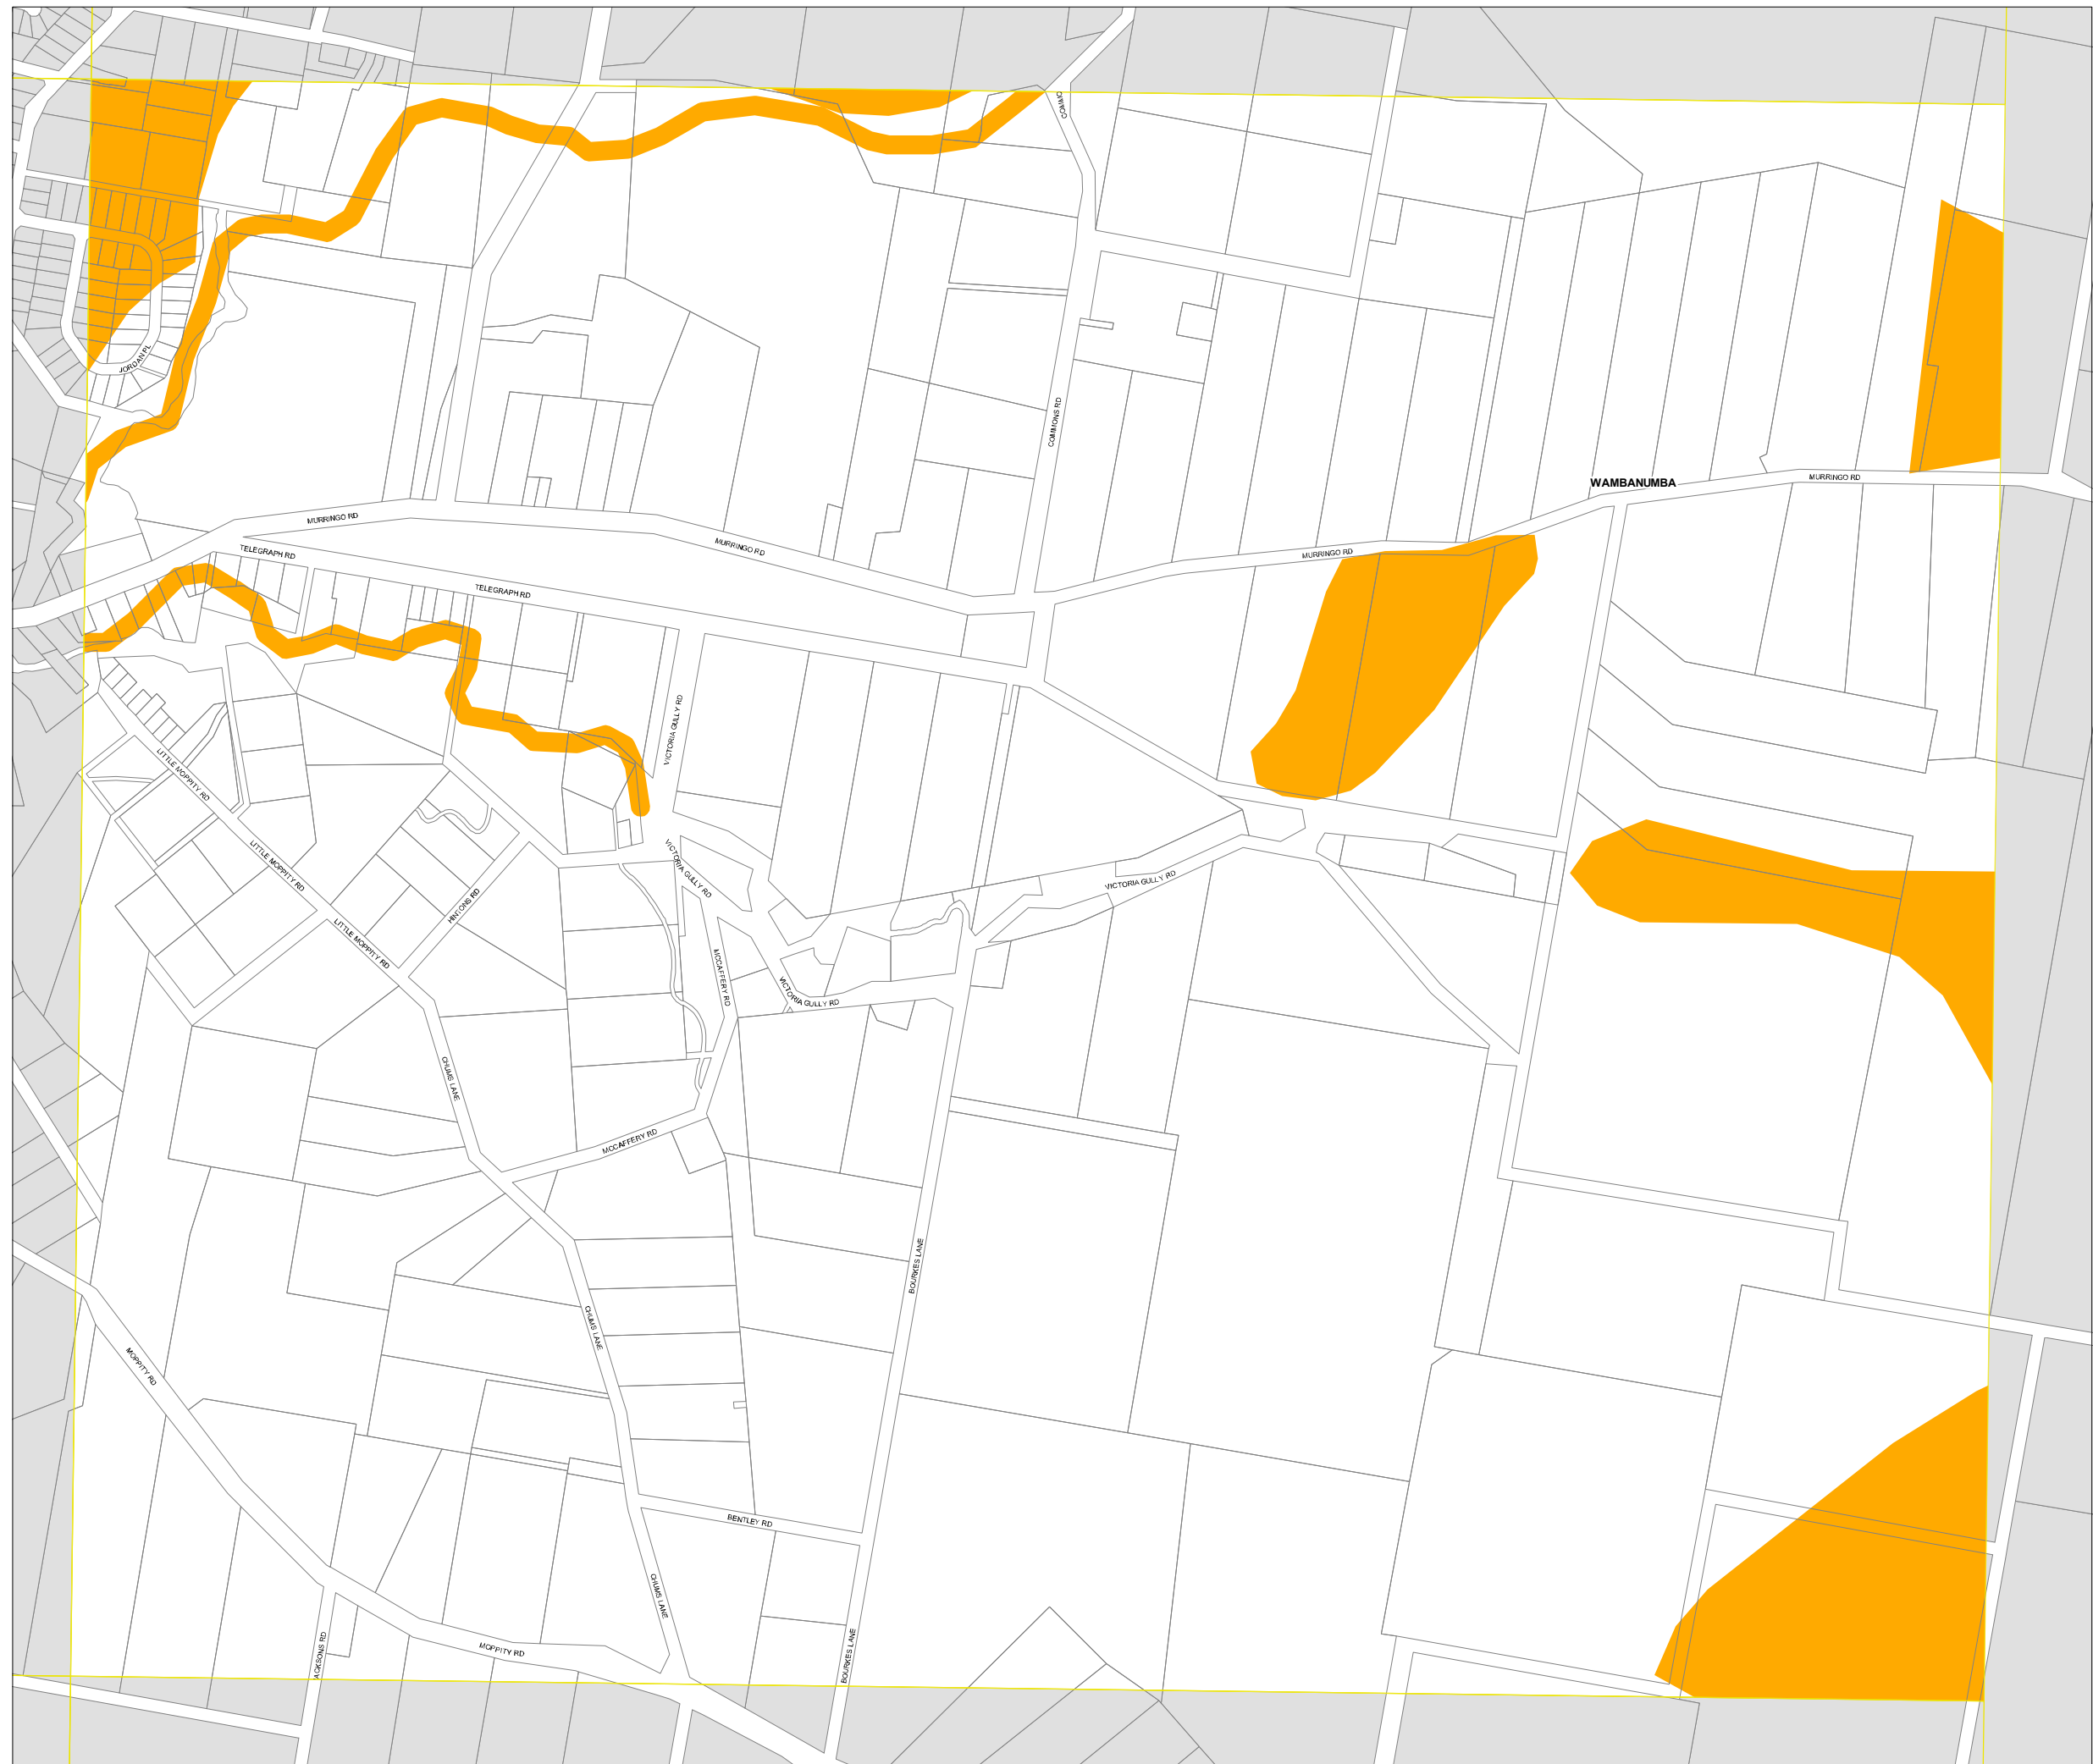 COMMO
JORDAN PL
COMMONS RD
WAMBANUMBA
MURRINGO RD
MURRINGO RD
MURRINGO RD
MURRINGO RD
TELEGRAPH RD
TELEGRAPH RD
VICTORIA GULLY RD
LITTLE MOPPITY RD
LITTLE MOPPITY RD
VICTORIA GULLY RD
VICTORIA GULLY RD
HINTONS RD
LITTLE MOPPITY RD
MCCAFFERY RD
VICTORIA GULLY RD
CHUMS LANE
MCCAFFERY RD
BOURKES LANE
CHUMS LANE
MOPPITY RD
BENTLEY RD
CHUMS LANE
MOPPITY RD
ACKSONS RD
BOURKES LANE